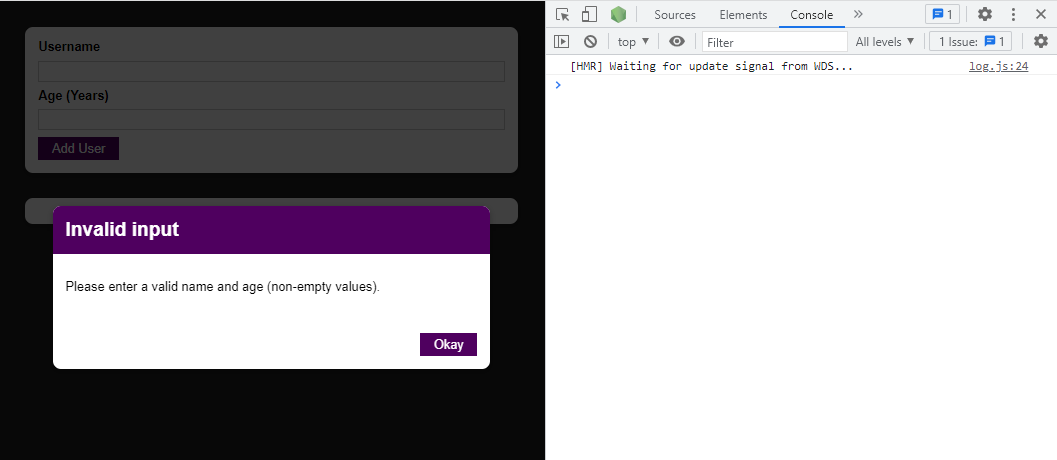 Username
Age (Years)
Add User
Invalid input
Please enter a valid name and age (non-empty values).
Okay
Sources Elements Console » 1
top ▼ Filter All levels ▼ 1 Issue: 1
[HMR] Waiting for update signal from WDS... log.js:24